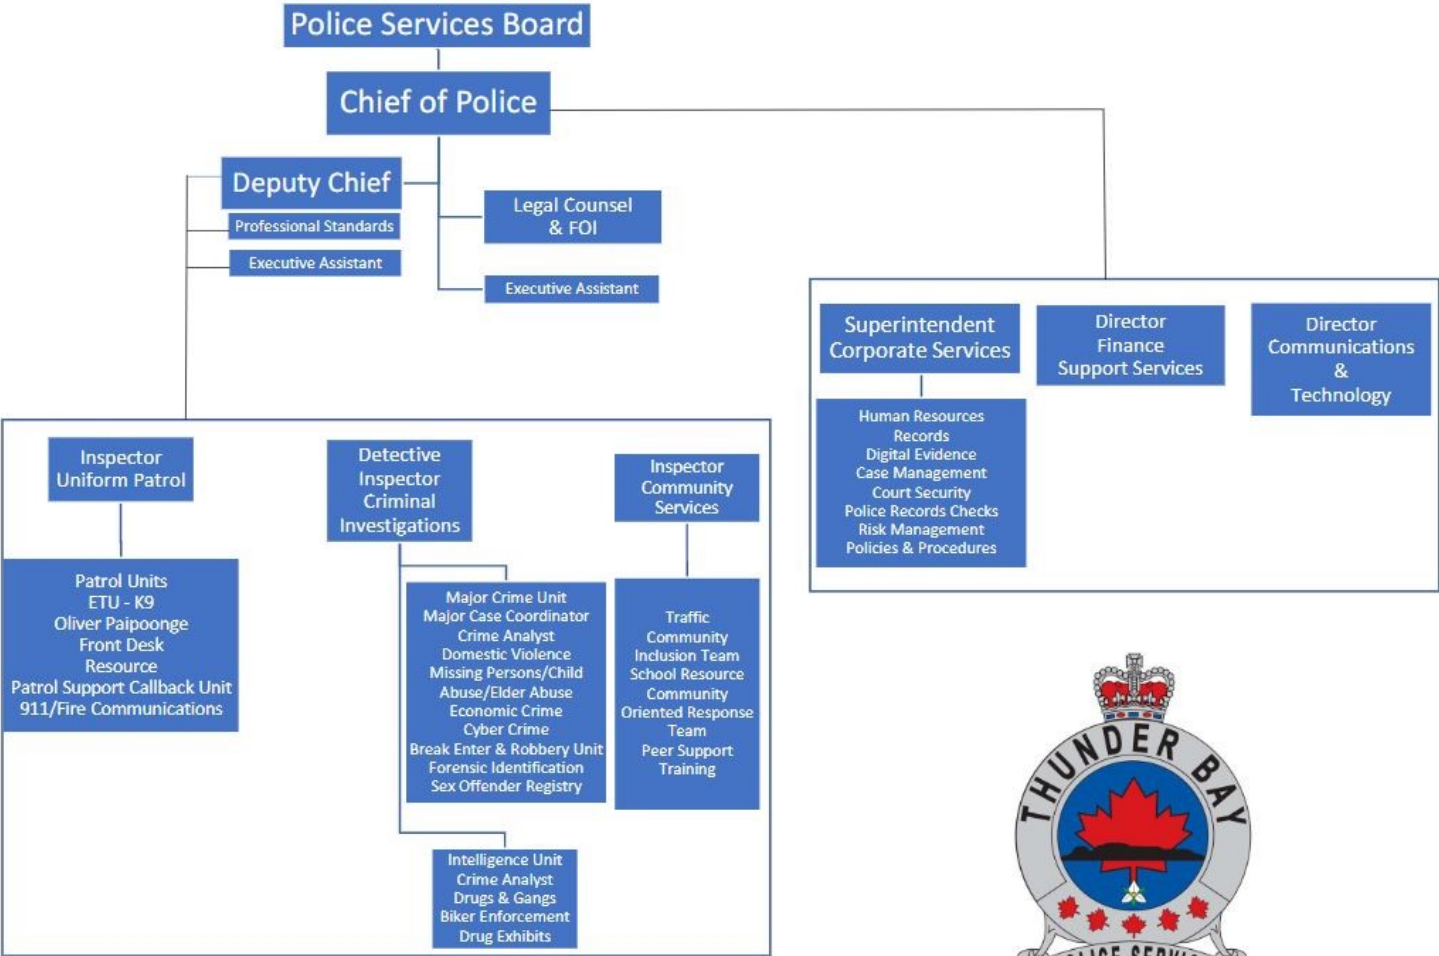 Police Services Board
Chief of Police
Deputy Chief
Professional Standards
Executive Assistant
Legal Counsel
& FOI
Executive Assistant
Superintendent
Corporate Services
Human Resources
Records
Digital Evidence
Case Management
Court Security
Police Records Checks
Risk Management
Policies & Procedures
Director
Finance
Support Services
Director
Communications
&
Technology
Inspector
Uniform Patrol
Patrol Units
ETU - K9
Oliver Paipoonge
Front Desk
Resource
Patrol Support Callback Unit
911/Fire Communications
Detective
Inspector
Criminal
Investigations
Major Crime Unit
Major Case Coordinator
Crime Analyst
Domestic Violence
Missing Persons/Child
Abuse/Elder Abuse
Economic Crime
Cyber Crime
Break Enter & Robbery Unit
Forensic Identification
Sex Offender Registry
Intelligence Unit
Crime Analyst
Drugs & Gangs
Biker Enforcement
Drug Exhibits
Inspector
Community
Services
Traffic
Community
Inclusion Team
School Resource
Community
Oriented Response
Team
Peer Support
Training
THUNDER BAY